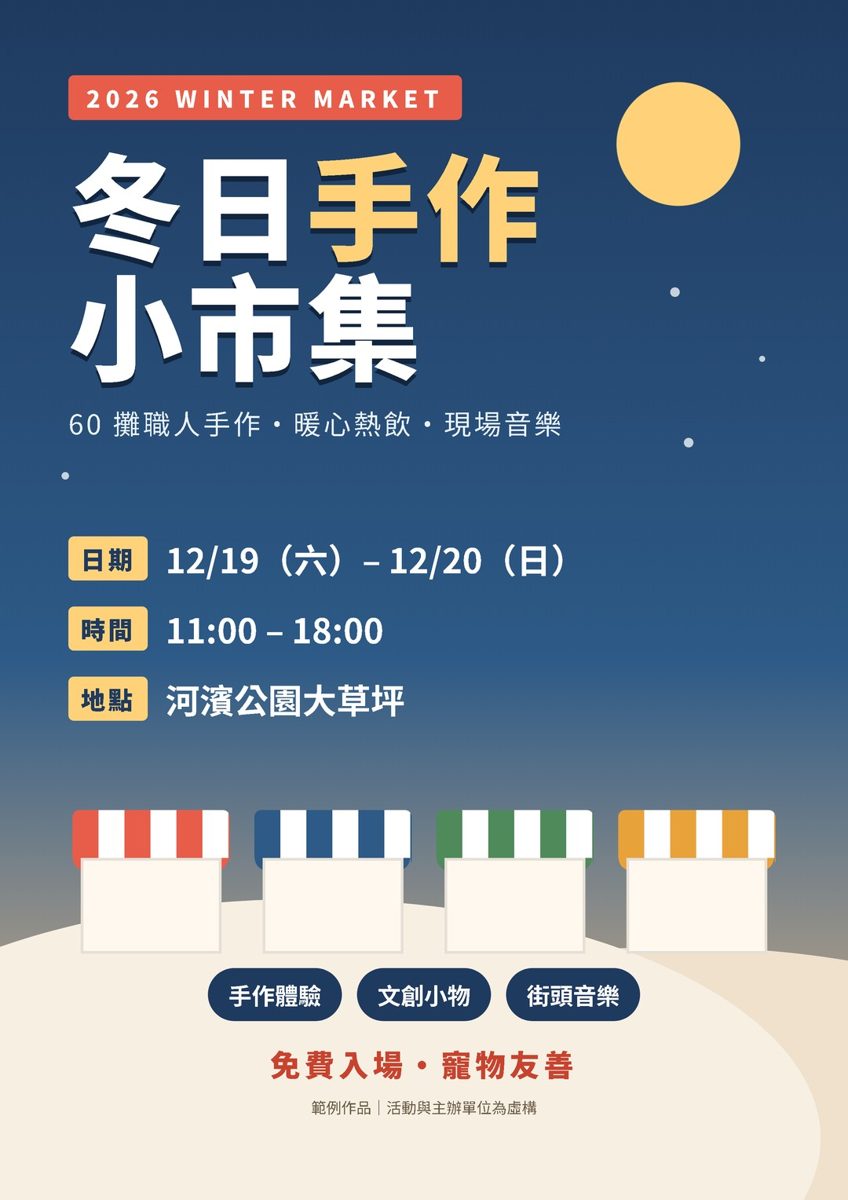 2026 WINTER MARKET
冬日手作
小市集
60 攤職人手作・暖心熱飲・現場音樂
日期 12/19（六）– 12/20（日）
時間 11:00 – 18:00
地點 河濱公園大草坪
手作體驗 文創小物 街頭音樂
免費入場・寵物友善
範例作品｜活動與主辦單位為虛構